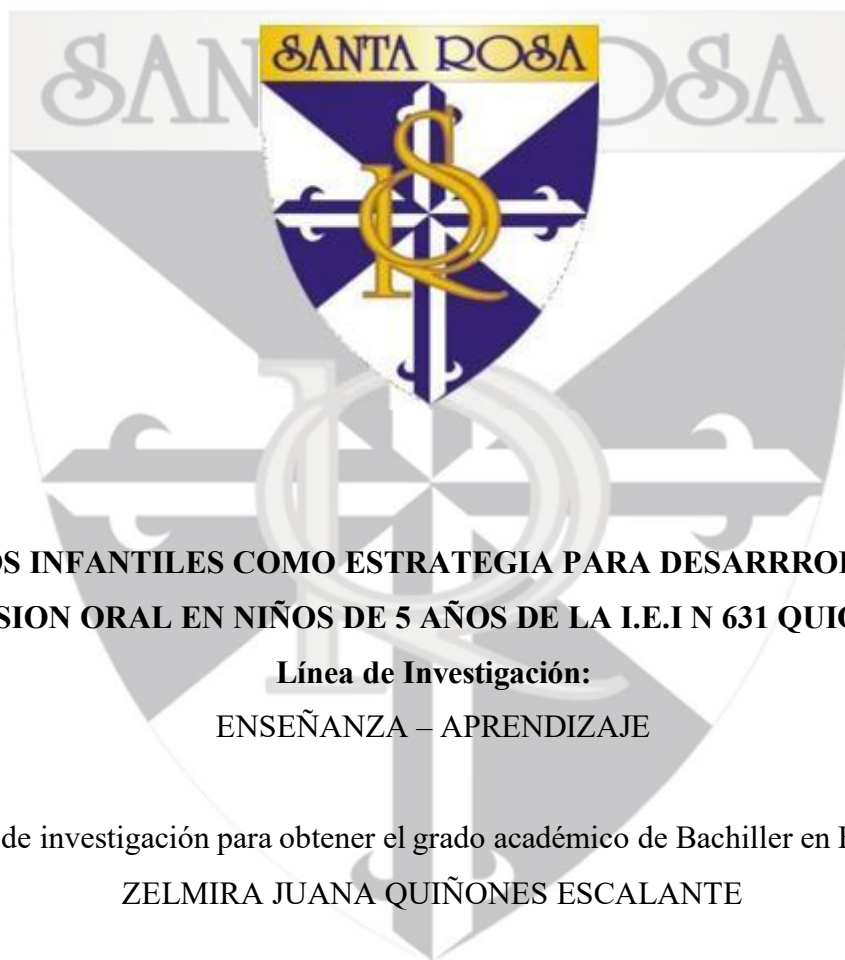 SANTA ROSA
OS INFANTILES COMO ESTRATEGIA PARA DESARRROL
SION ORAL EN NIÑOS DE 5 AÑOS DE LA I.E.I N 631 QUIC
Línea de Investigación:
ENSEÑANZA – APRENDIZAJE
de investigación para obtener el grado académico de Bachiller en
ZELMIRA JUANA QUIÑONES ESCALANTE